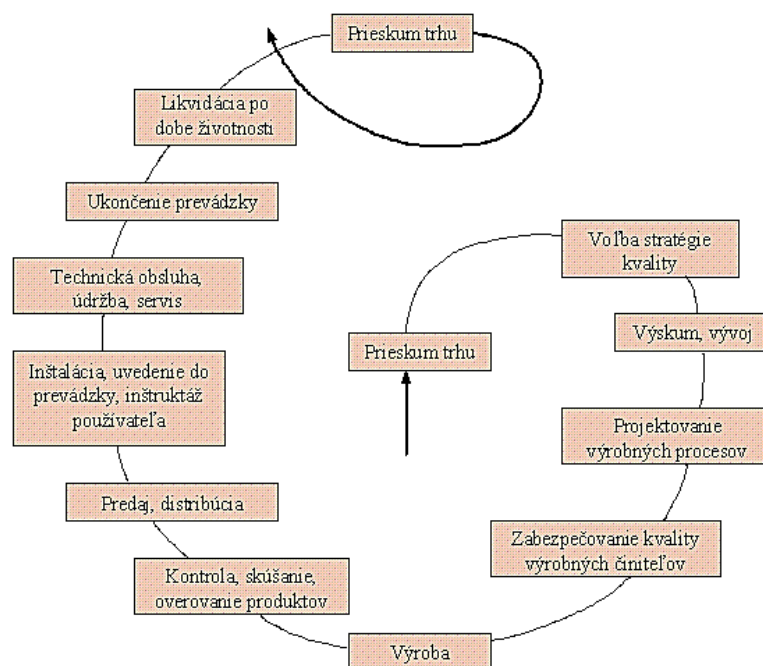 Prieskum trhu
Likvidácia po
dobe životnosti
Ukončenie prevádzky
Technická obsluha,
údržba, servis
Inštalácia, uvedenie do
prevádzky, inštruktáž
používateľa
Predaj, distribúcia
Kontrola, skúšanie,
overovanie produktov
Výroba
Zabezpečovanie kvality
výrobných činiteľov
Projektovanie
výrobných procesov
Výskum, vývoj
Voľba stratégie
kvality
Prieskum trhu